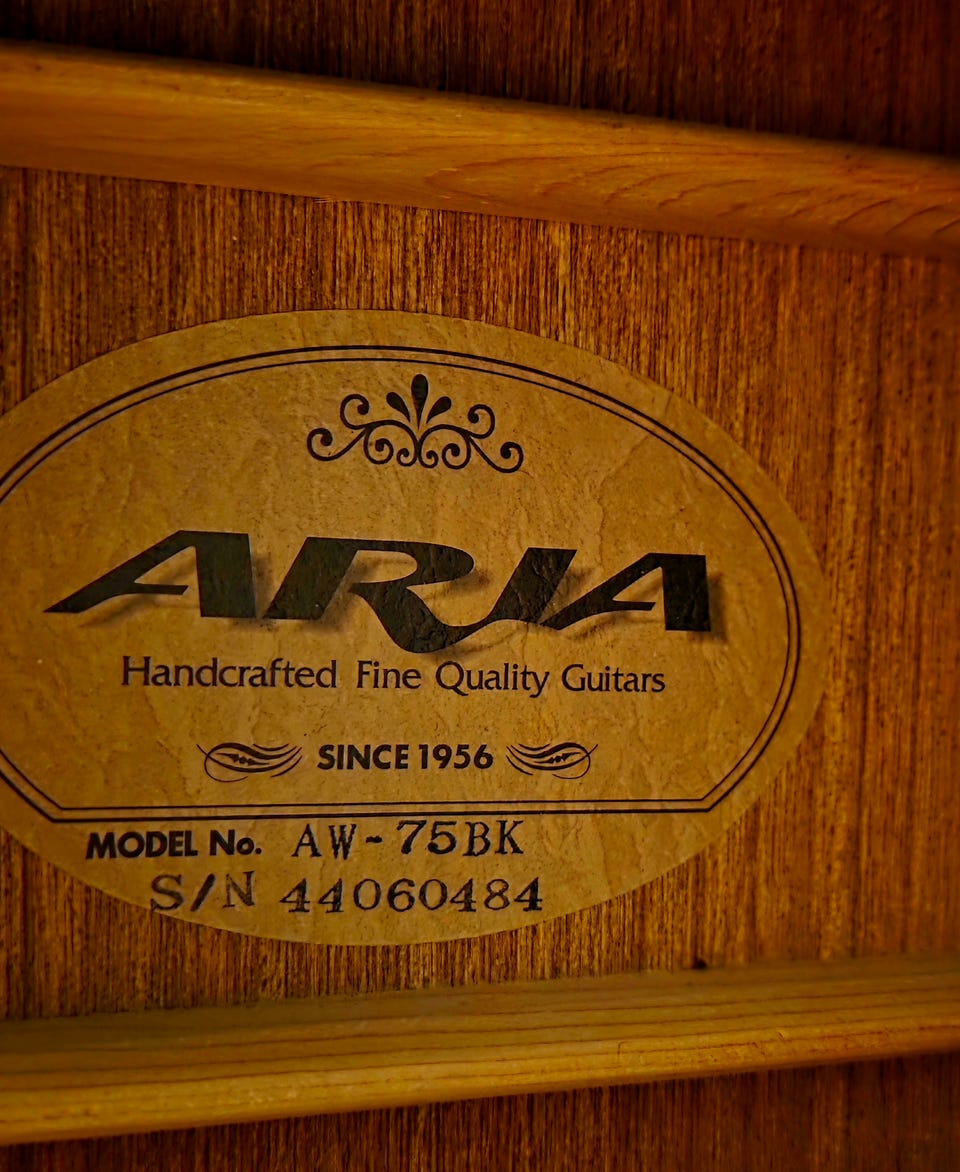 ARIA
Handcrafted Fine Quality Guitars
SINCE 1956
MODEL No. AW-75BK
S/N 44060484